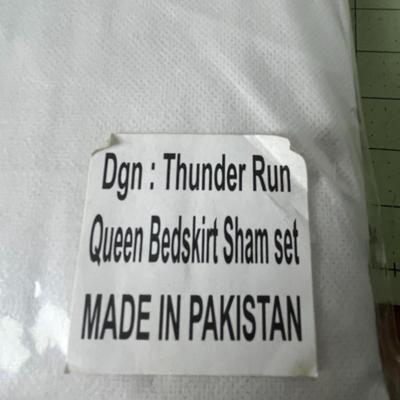 Dgn : Thunder Run
Queen Bedskirt Sham set
MADE IN PAKISTAN